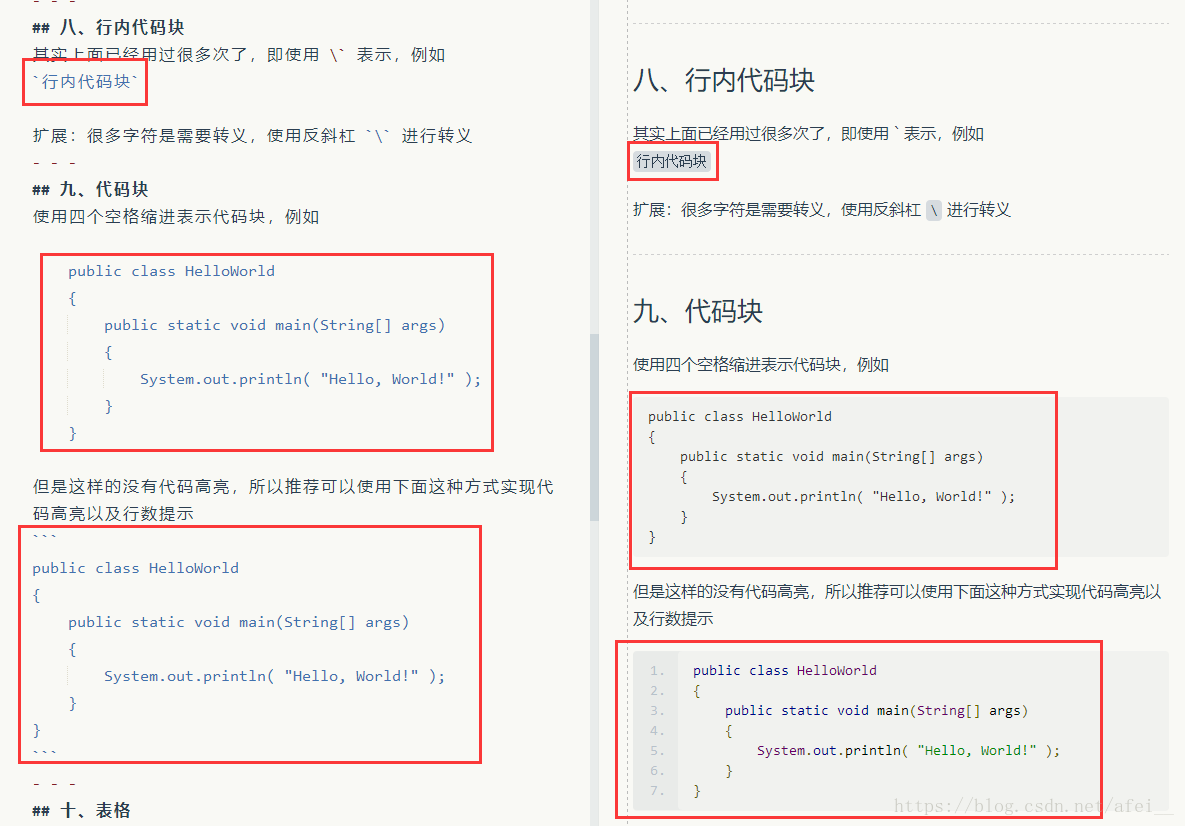 - - -
## 八、行内代码块
其实上面已经用过很多次了，即使用 \` 表示，例如
`行内代码块`
扩展：很多字符是需要转义，使用反斜杠 `\` 进行转义
- - -
## 九、代码块
使用四个空格缩进表示代码块，例如
public class HelloWorld
{
public static void main(String[] args)
{
System.out.println( "Hello, World!" );
}
}
但是这样的没有代码高亮，所以推荐可以使用下面这种方式实现代
码高亮以及行数提示
```
public class HelloWorld
{
public static void main(String[] args)
{
System.out.println( "Hello, World!" );
}
}
```
- - -
## 十、表格
八、行内代码块
其实上面已经用过很多次了，即使用 ` 表示，例如
行内代码块
扩展：很多字符是需要转义，使用反斜杠 \ 进行转义
九、代码块
使用四个空格缩进表示代码块，例如
public class HelloWorld
{
public static void main(String[] args)
{
System.out.println( "Hello, World!" );
}
}
但是这样的没有代码高亮，所以推荐可以使用下面这种方式实现代码高亮以
及行数提示
1. public class HelloWorld
2. {
3. public static void main(String[] args)
4. {
5. System.out.println( "Hello, World!" );
6. }
7. }
https://blog.csdn.net/afei__